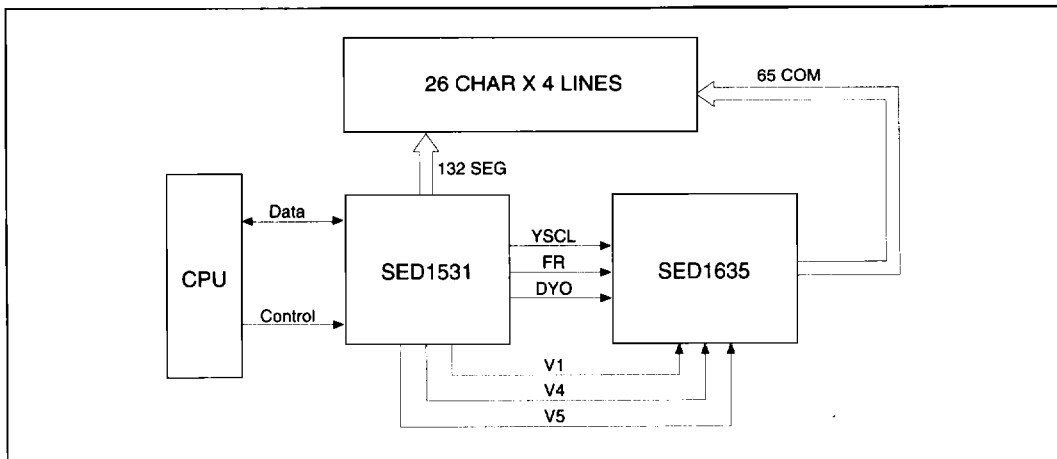 26 CHAR X 4 LINES
65 COM
132 SEG
Data
YSCL
CPU
SED1531
FR
SED1635
DYO
Control
V1
V4
V5